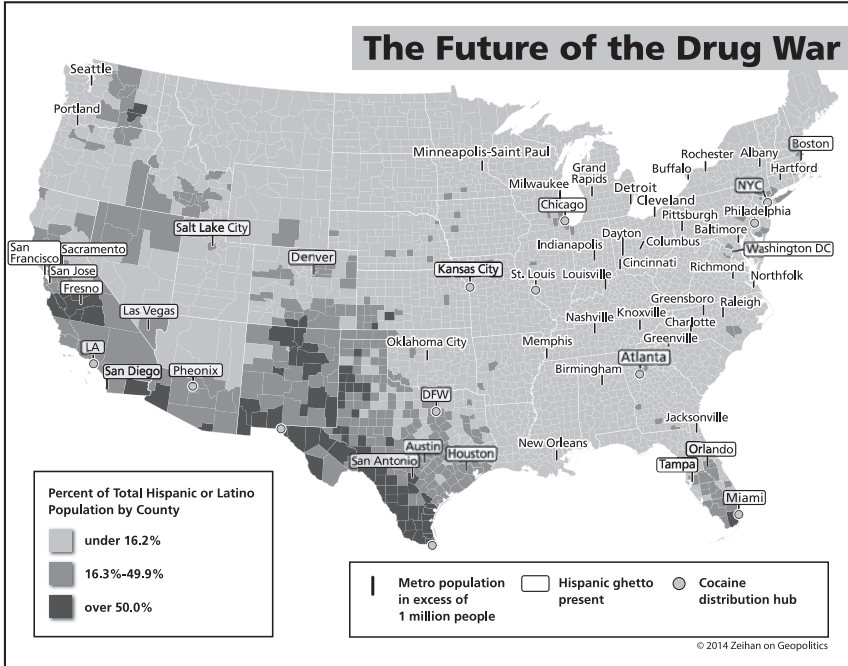 The Future of the Drug War
Seattle
Portland
Minneapolis-Saint Paul
Milwaukee
Grand
Rapids
Chicago
Detroit
Cleveland
Buffalo
Rochester
Albany
Boston
Hartford
NYC
Pittsburgh
Philadelphia
Baltimore
Washington DC
Salt Lake City
San
Francisco
Sacramento
San Jose
Fresno
Denver
Kansas City
St. Louis
Indianapolis
Dayton
Columbus
Cincinnati
Louisville
Richmond
Northfolk
Las Vegas
LA
San Diego
Pheonix
Oklahoma City
Memphis
Nashville
Knoxville
Greensboro
Raleigh
Charlotte
Greenville
Atlanta
Birmingham
DFW
Austin
San Antonio
Houston
New Orleans
Jacksonville
Orlando
Tampa
Miami
Percent of Total Hispanic or Latino
Population by County
under 16.2%
16.3%-49.9%
over 50.0%
Metro population
in excess of
1 million people
Hispanic ghetto
present
Cocaine
distribution hub
© 2014 Zeihan on Geopolitics